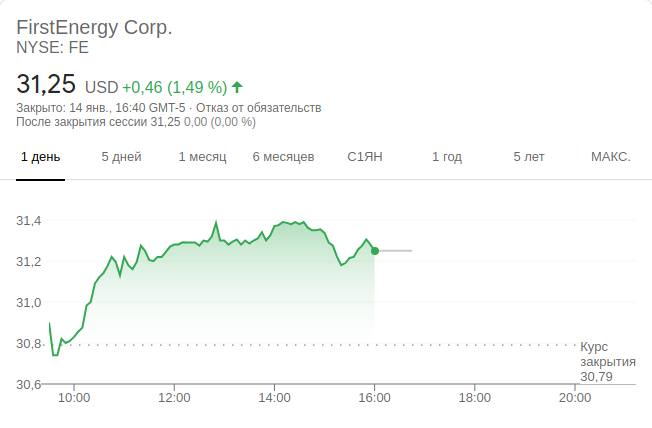 FirstEnergy Corp.
NYSE: FE
31,25 USD +0,46 (1,49 %)
Закрыто: 14 янв., 16:40 GMT-5 · Отказ от обязательств
После закрытия сессии 31,25 0,00 (0,00 %)
1 день 5 дней 1 месяц 6 месяцев С1ЯН 1 год 5 лет МАКС.
31,4
31,2
31,0
30,8
30,6
Курс
закрытия
30,79
10:00 12:00 14:00 16:00 18:00 20:00